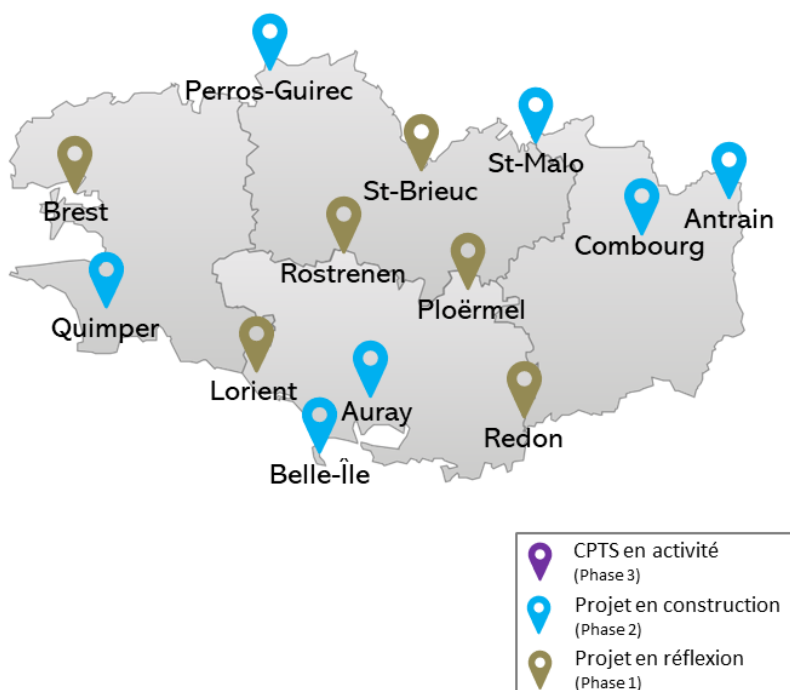 Perros-Guirec
St-Malo
St-Brieuc
Brest
Antrain
Combourg
Rostrenen
Ploërmel
Quimper
Lorient
Auray
Redon
Belle-Île
CPTS en activité
(Phase 3)
Projet en construction
(Phase 2)
Projet en réflexion
(Phase 1)